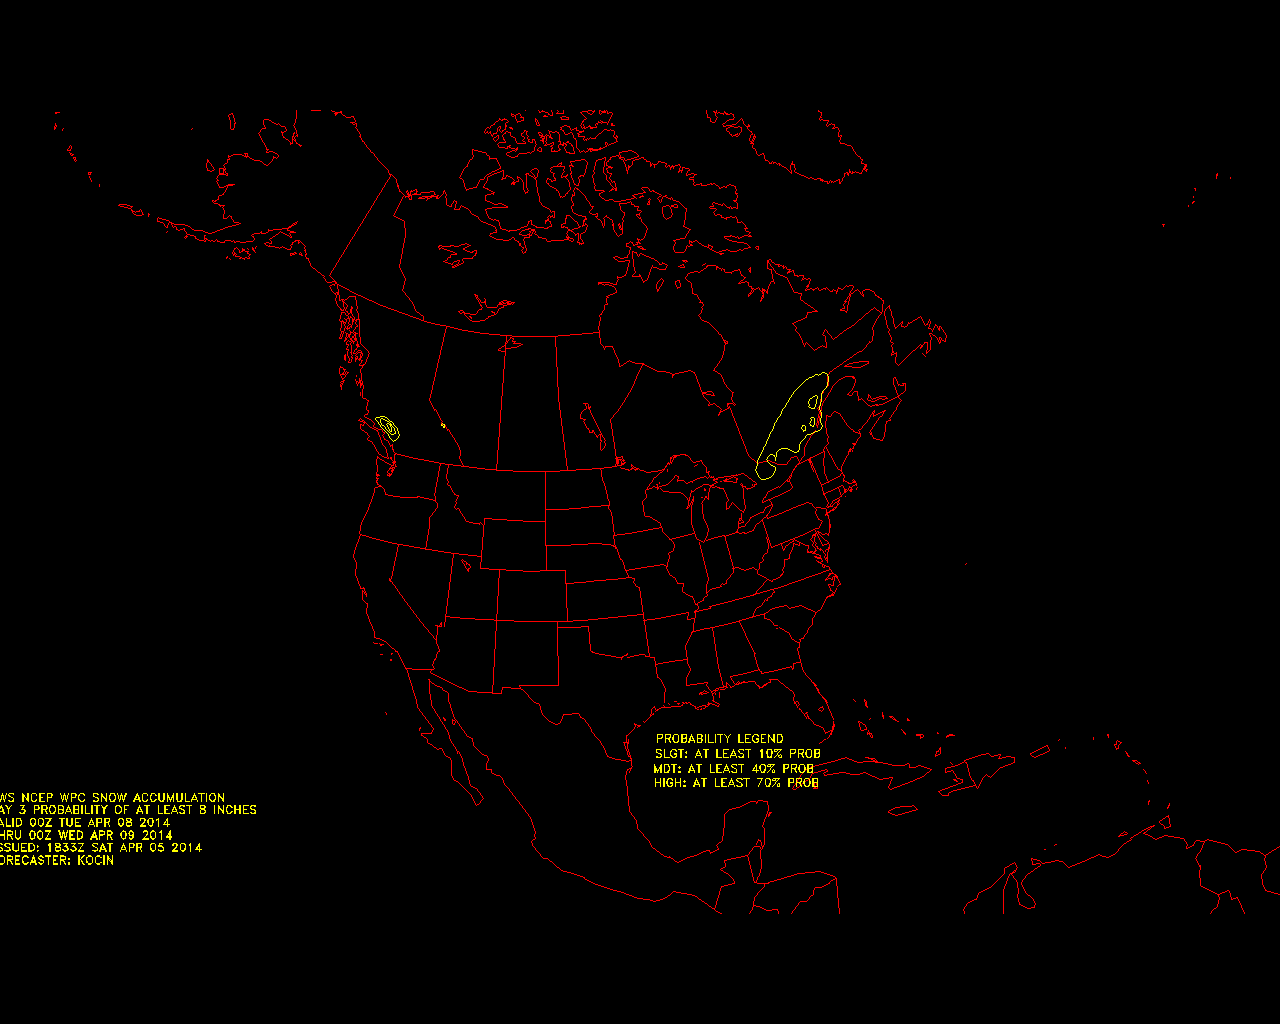 PROBABILITY LEGEND
SLGT: AT LEAST 10% PROB
MDT: AT LEAST 40% PROB
HIGH: AT LEAST 70% PROB
WS NCEP WPC SNOW ACCUMULATION
AY 3 PROBABILITY OF AT LEAST 8 INCHES
ALID 00Z TUE APR 08 2014
HRU 00Z WED APR 09 2014
SSUED: 1833Z SAT APR 05 2014
ORECASTER: KOCIN